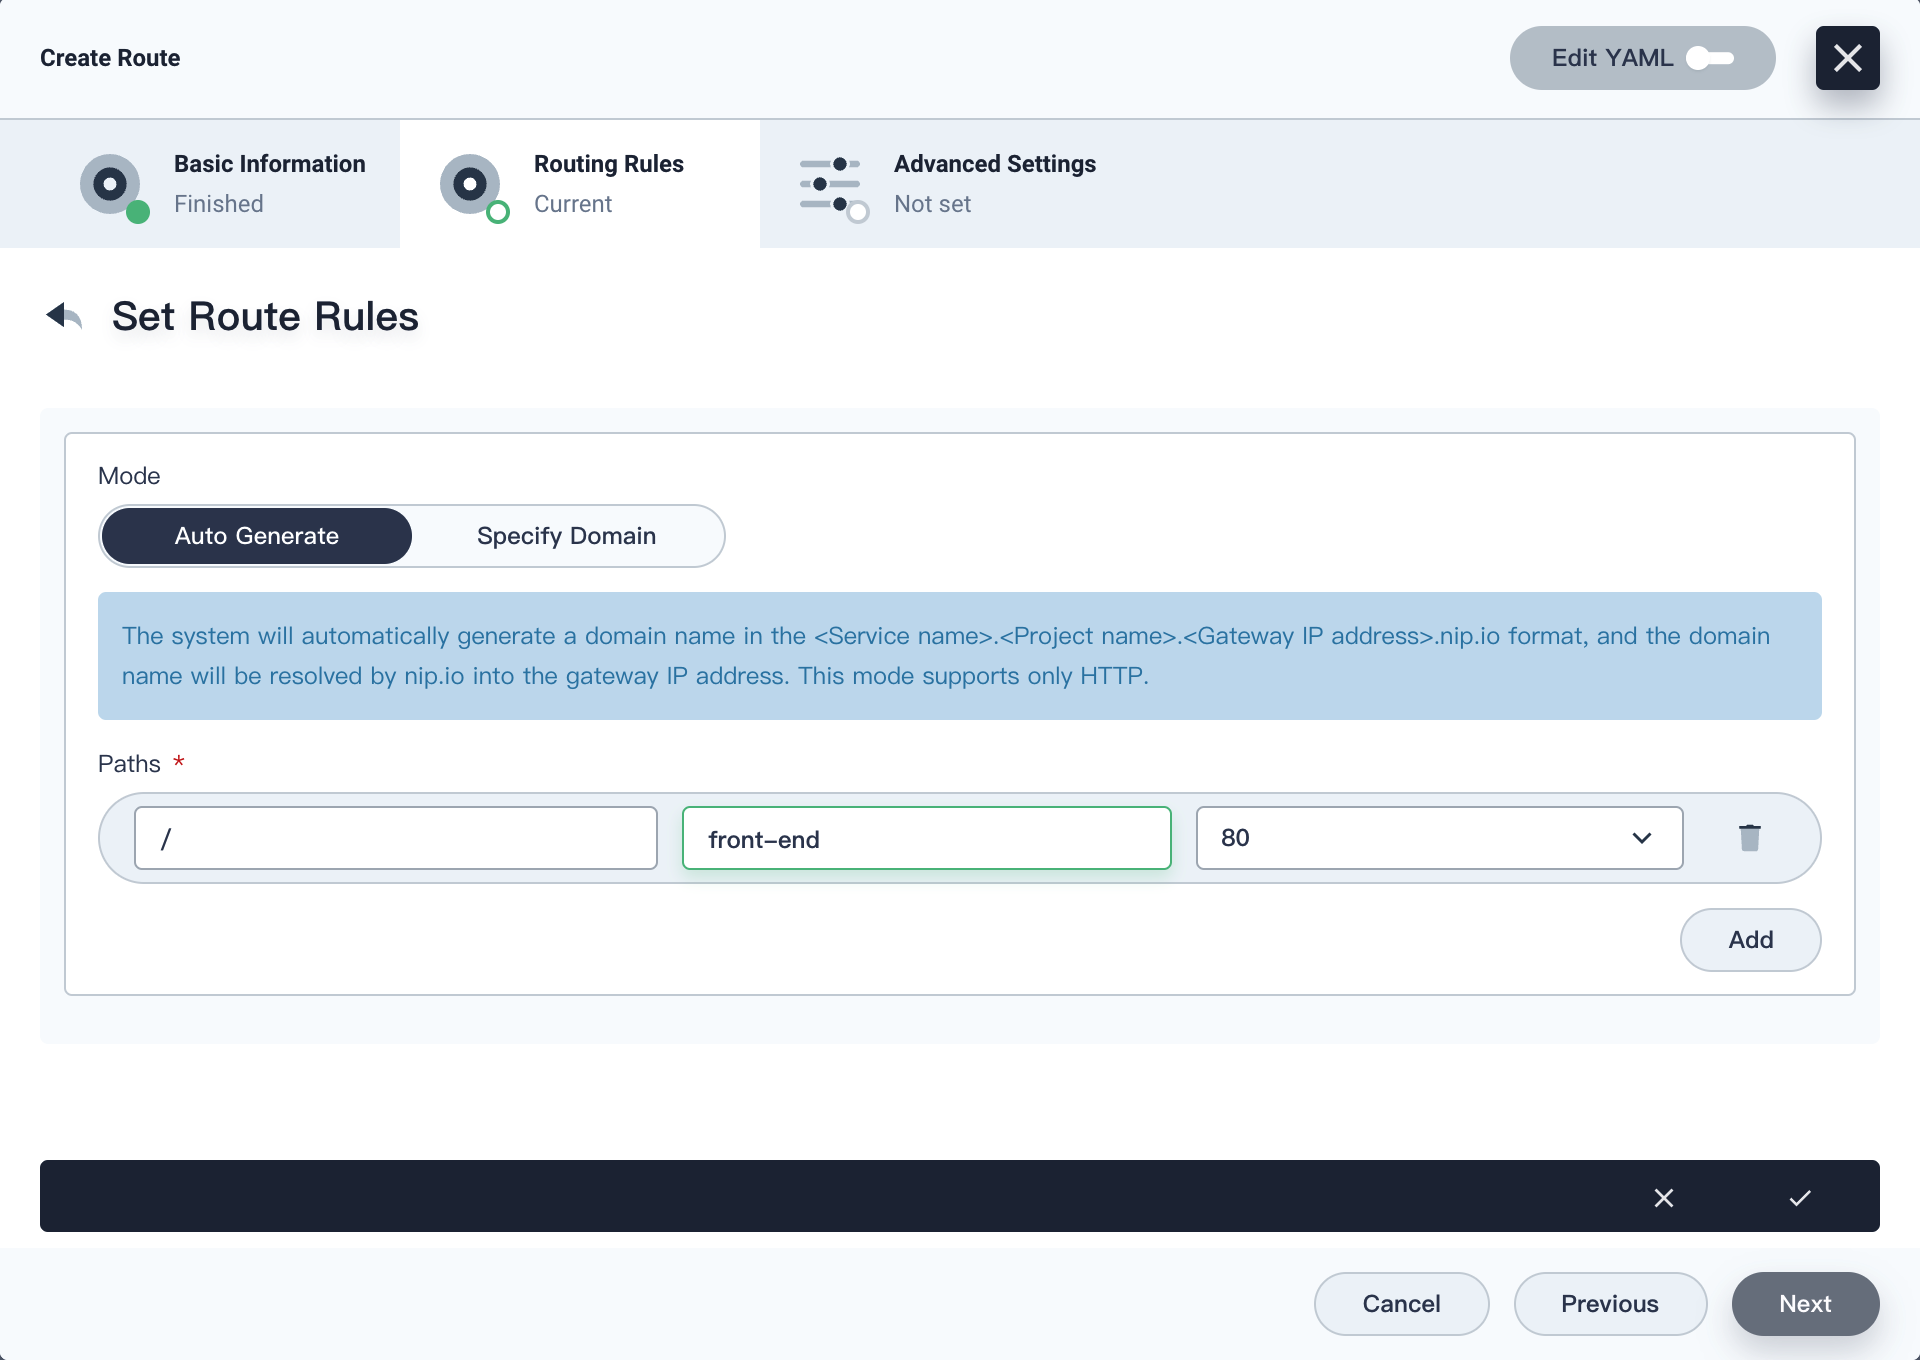 Create Route
Edit YAML
Basic Information
Finished
Routing Rules
Current
Advanced Settings
Not set
Set Route Rules
Mode
Auto Generate
Specify Domain
The system will automatically generate a domain name in the <Service name>.<Project name>.<Gateway IP address>.nip.io format, and the domain
name will be resolved by nip.io into the gateway IP address. This mode supports only HTTP.
Paths *
/
front-end
80
Add
Cancel
Previous
Next